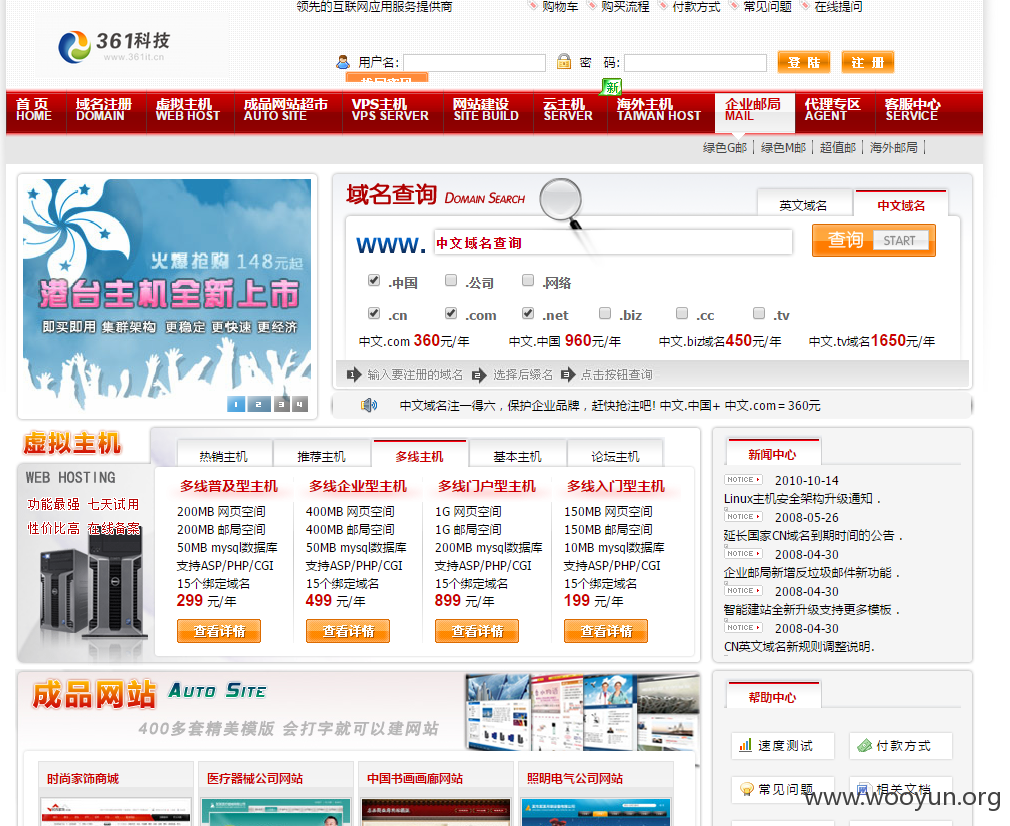 领先的互联网应用服务提供商
购物车 购买流程 付款方式 常见问题 在线提问
361科技
www.361it.cn
用户名: 密 码: 登 陆 注 册
找回密码
新
首 页 域名注册 虚拟主机 成品网站超市 VPS主机 网站建设 云主机 海外主机 企业邮局 代理专区 客服中心
HOME DOMAIN WEB HOST AUTO SITE VPS SERVER SITE BUILD SERVER TAIWAN HOST MAIL AGENT SERVICE
绿色G邮 | 绿色M邮 | 超值邮 | 海外邮局 |
火爆抢购 148元起
港台主机全新上市
即买即用 集群架构 更稳定 更快速 更经济
1 2 3 4
域名查询 DOMAIN SEARCH
英文域名 中文域名
www. 中文域名查询 查询 START
.中国 .公司 .网络
.cn .com .net .biz .cc .tv
中文.com 360元/年 中文.中国 960元/年 中文.biz域名450元/年 中文.tv域名1650元/年
1 输入要注册的域名 2 选择后缀名 3 点击按钮查询
中文域名注一得六，保护企业品牌，赶快抢注吧! 中文.中国+ 中文.com = 360元
虚拟主机
WEB HOSTING
功能最强 七天试用
性价比高 在线备案
热销主机 推荐主机 多线主机 基本主机 论坛主机
多线普及型主机
200MB 网页空间
200MB 邮局空间
50MB mysql数据库
支持ASP/PHP/CGI
15个绑定域名
299 元/年
查看详情
多线企业型主机
400MB 网页空间
400MB 邮局空间
50MB mysql数据库
支持ASP/PHP/CGI
15个绑定域名
499 元/年
查看详情
多线门户型主机
1G 网页空间
1G 邮局空间
200MB mysql数据库
支持ASP/PHP/CGI
15个绑定域名
899 元/年
查看详情
多线入门型主机
150MB 网页空间
150MB 邮局空间
10MB mysql数据库
支持ASP/PHP/CGI
15个绑定域名
199 元/年
查看详情
新闻中心
NOTICE 2010-10-14
Linux主机安全架构升级通知 .
NOTICE 2008-05-26
延长国家CN域名到期时间的公告 .
NOTICE 2008-04-30
企业邮局新增反垃圾邮件新功能 .
NOTICE 2008-04-30
智能建站全新升级支持更多模板 .
NOTICE 2008-04-30
CN英文域名新规则调整说明.
成品网站 AUTO SITE
400多套精美模版 会打字就可以建网站
时尚家饰商城 医疗器械公司网站 中国书画画廊网站 照明电气公司网站
帮助中心
速度测试 付款方式
常见问题 相关文档
www.wooyun.org